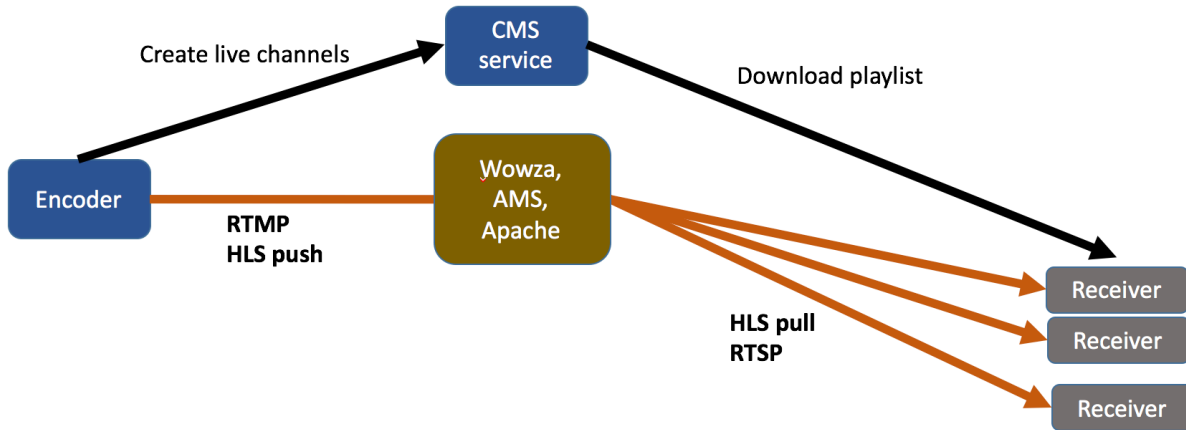 CMS
service
Create live channels
Download playlist
Encoder
RTMP
HLS push
Wowza,
AMS,
Apache
HLS pull
RTSP
Receiver
Receiver
Receiver